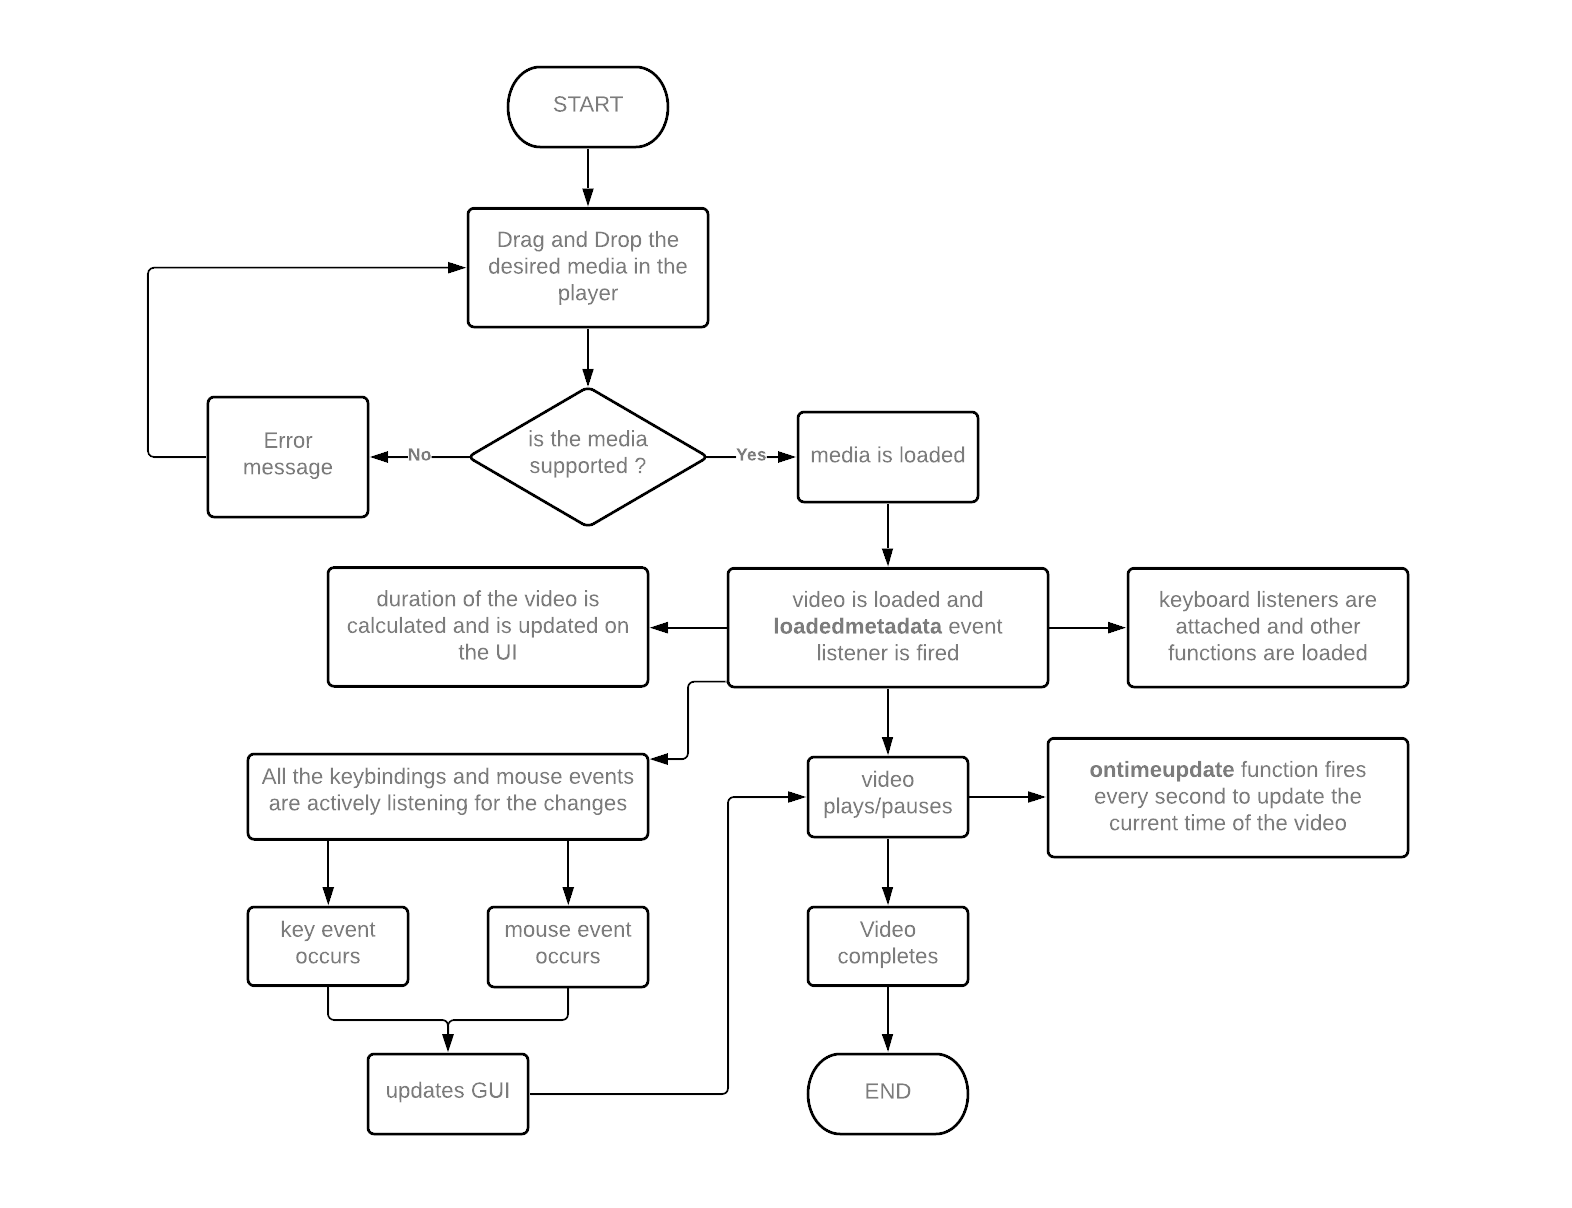 START
Drag and Drop the
desired media in the
player
Error
message
No
is the media
supported ?
Yes
media is loaded
duration of the video is
calculated and is updated on
the UI
video is loaded and
loadedmetadata event
listener is fired
keyboard listeners are
attached and other
functions are loaded
All the keybindings and mouse events
are actively listening for the changes
video
plays/pauses
ontimeupdate function fires
every second to update the
current time of the video
key event
occurs
mouse event
occurs
Video
completes
updates GUI
END